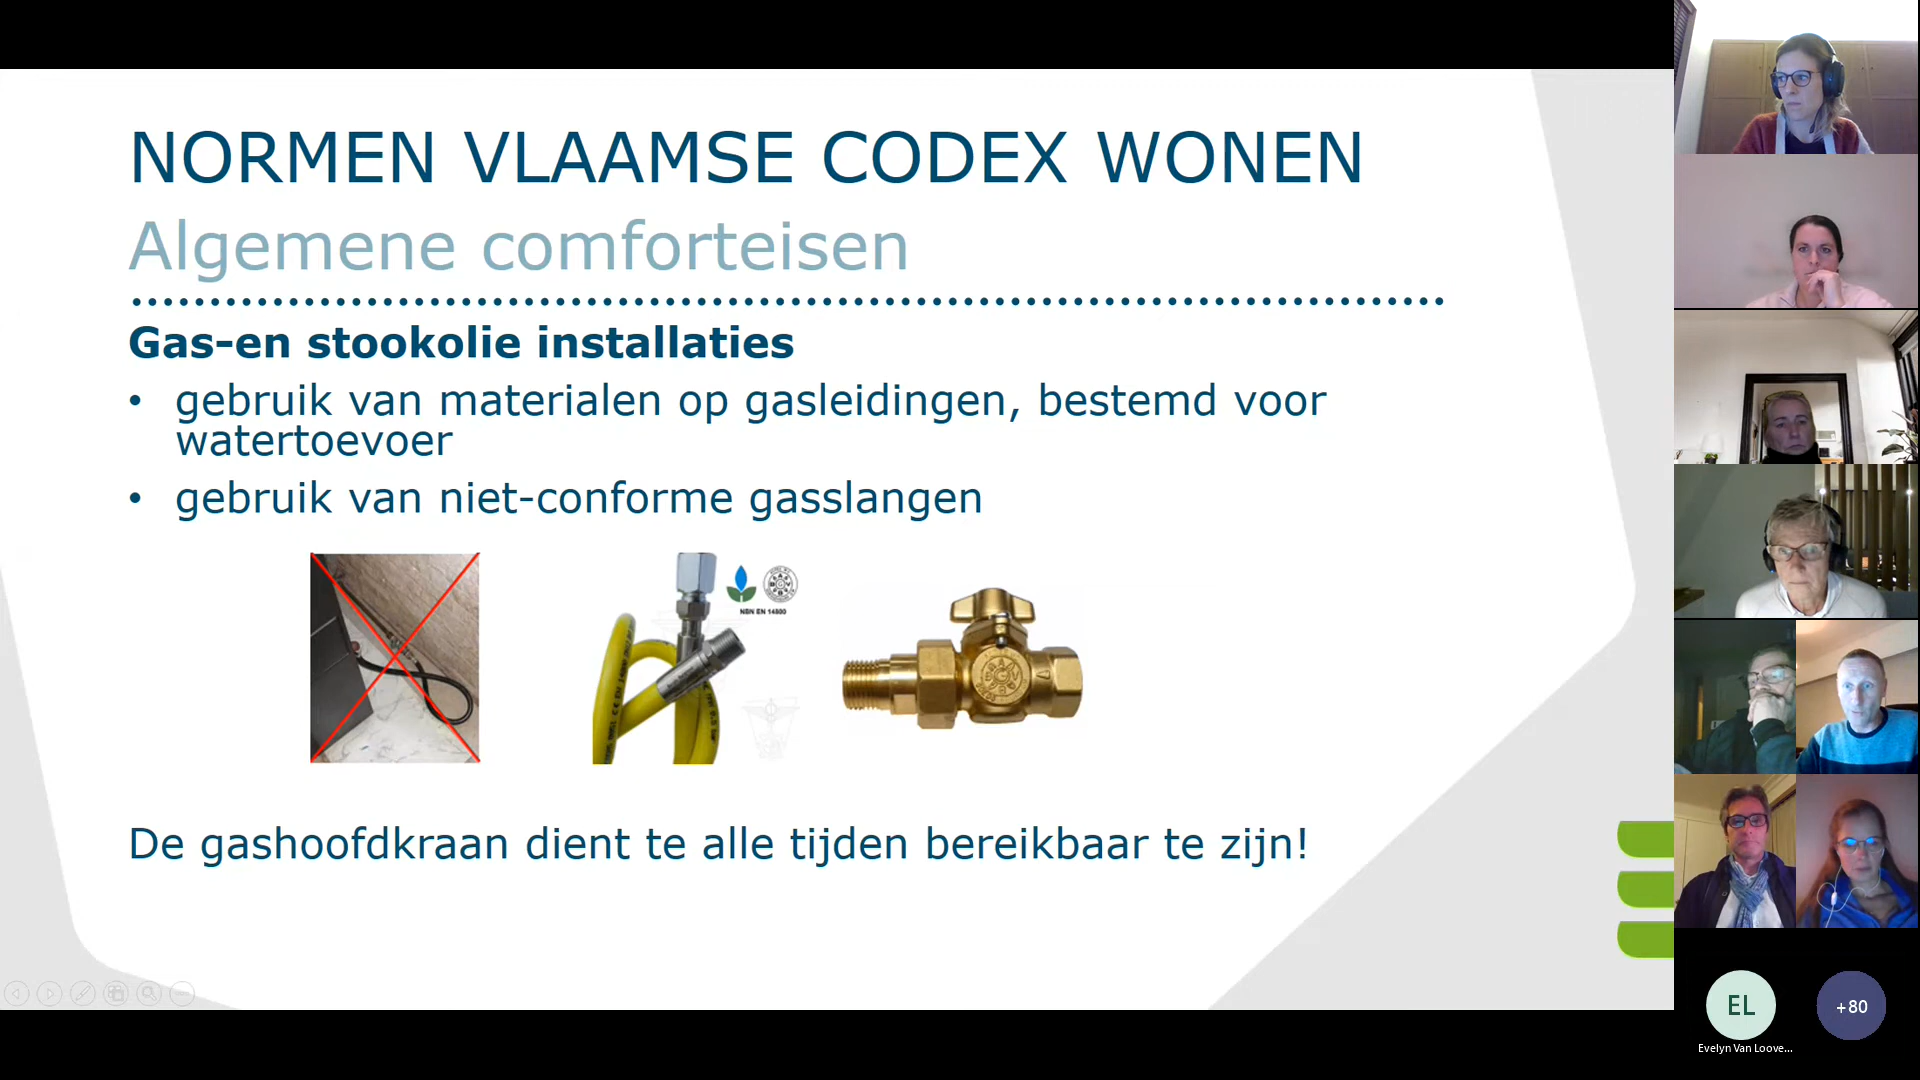 NORMEN VLAAMSE CODEX WONEN
Algemene comforteisen
Gas-en stookolie installaties
• gebruik van materialen op gasleidingen, bestemd voor
watertoevoer
• gebruik van niet-conforme gasslangen
NBN EN 14800
De gashoofdkraan dient te alle tijden bereikbaar te zijn!
EL
+80
Evelyn Van Loove...